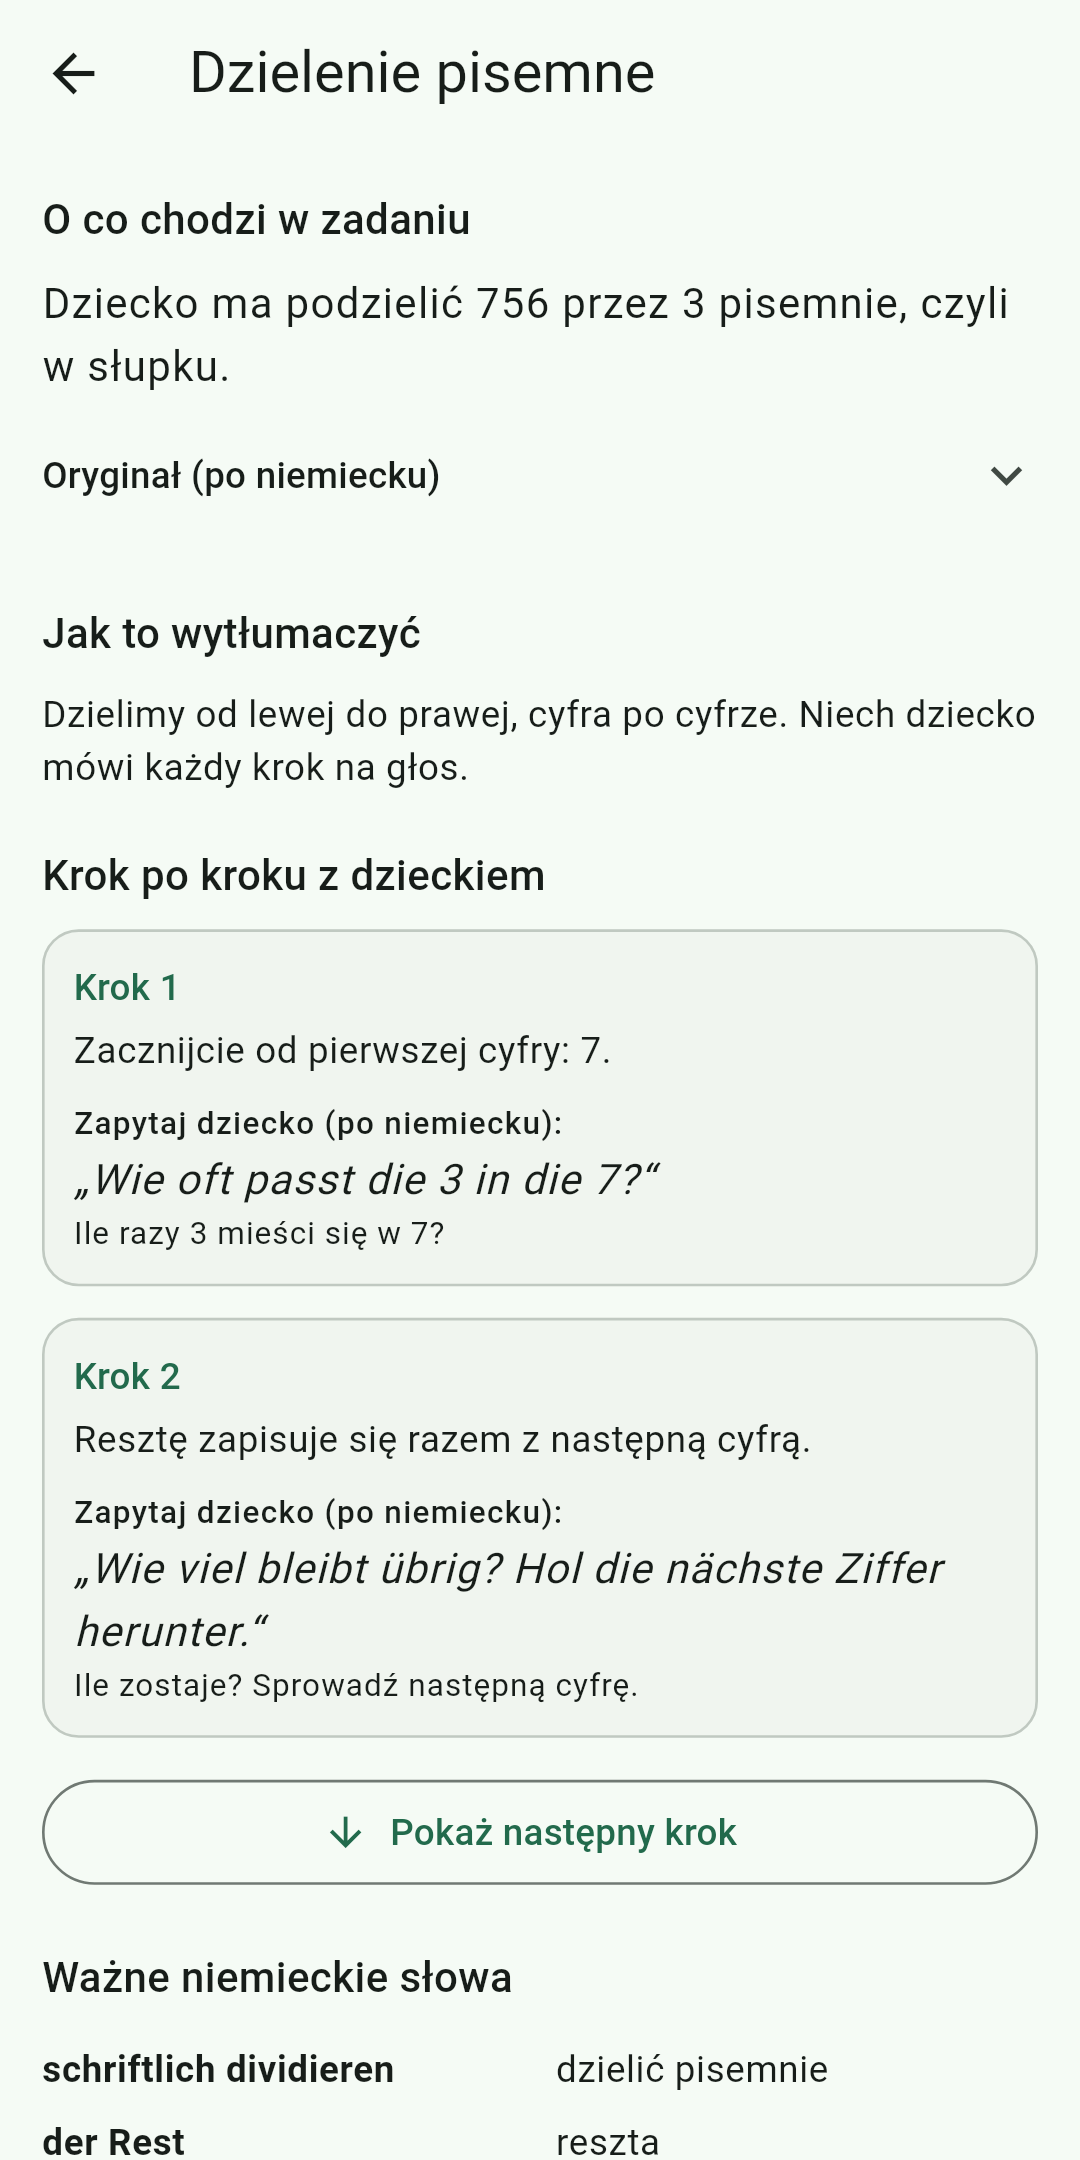 Dzielenie pisemne
O co chodzi w zadaniu
Dziecko ma podzielić 756 przez 3 pisemnie, czyli
w słupku.
Oryginał (po niemiecku)
Jak to wytłumaczyć
Dzielimy od lewej do prawej, cyfra po cyfrze. Niech dziecko
mówi każdy krok na głos.
Krok po kroku z dzieckiem
Krok 1
Zacznijcie od pierwszej cyfry: 7.
Zapytaj dziecko (po niemiecku):
„Wie oft passt die 3 in die 7?“
Ile razy 3 mieści się w 7?
Krok 2
Resztę zapisuje się razem z następną cyfrą.
Zapytaj dziecko (po niemiecku):
„Wie viel bleibt übrig? Hol die nächste Ziffer
herunter.“
Ile zostaje? Sprowadź następną cyfrę.
Pokaż następny krok
Ważne niemieckie słowa
schriftlich dividieren dzielić pisemnie
der Rest reszta